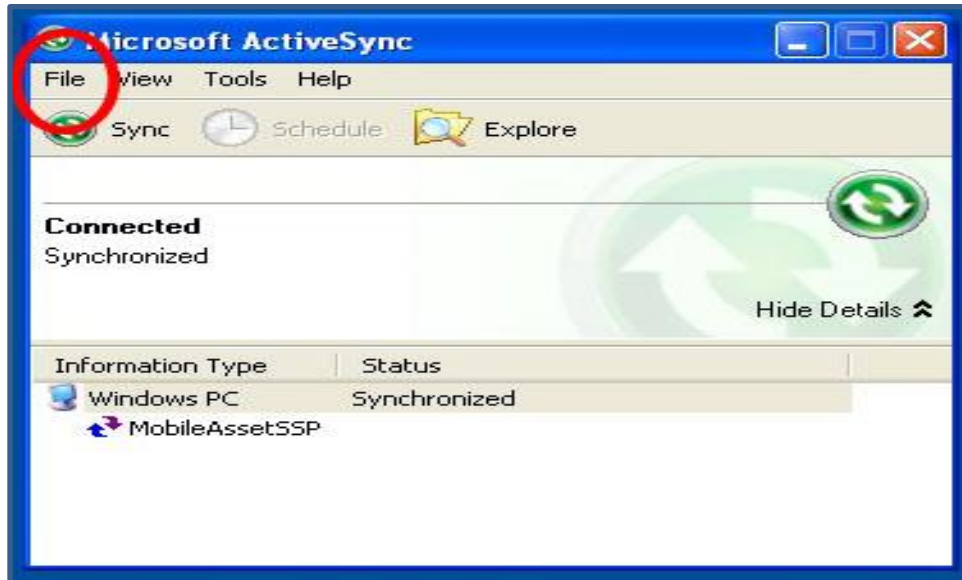 Microsoft ActiveSync
File View Tools Help
Sync Schedule Explore
Connected
Synchronized
Hide Details
Information Type Status
Windows PC Synchronized
MobileAssetSSP